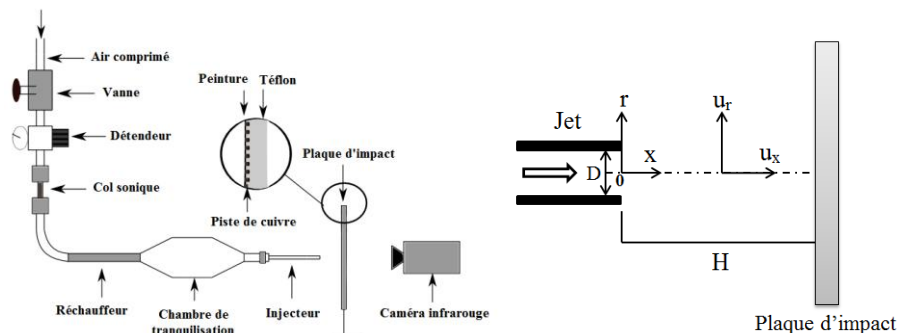 Air comprimé
Vanne
Détendeur
Col sonique
Réchauffeur
Chambre de
tranquilisation
Injecteur
Peinture
Téflon
Piste de cuivre
Plaque d'impact
Caméra infrarouge
Jet
r
x
D
0
u_r
u_x
H
Plaque d’impact